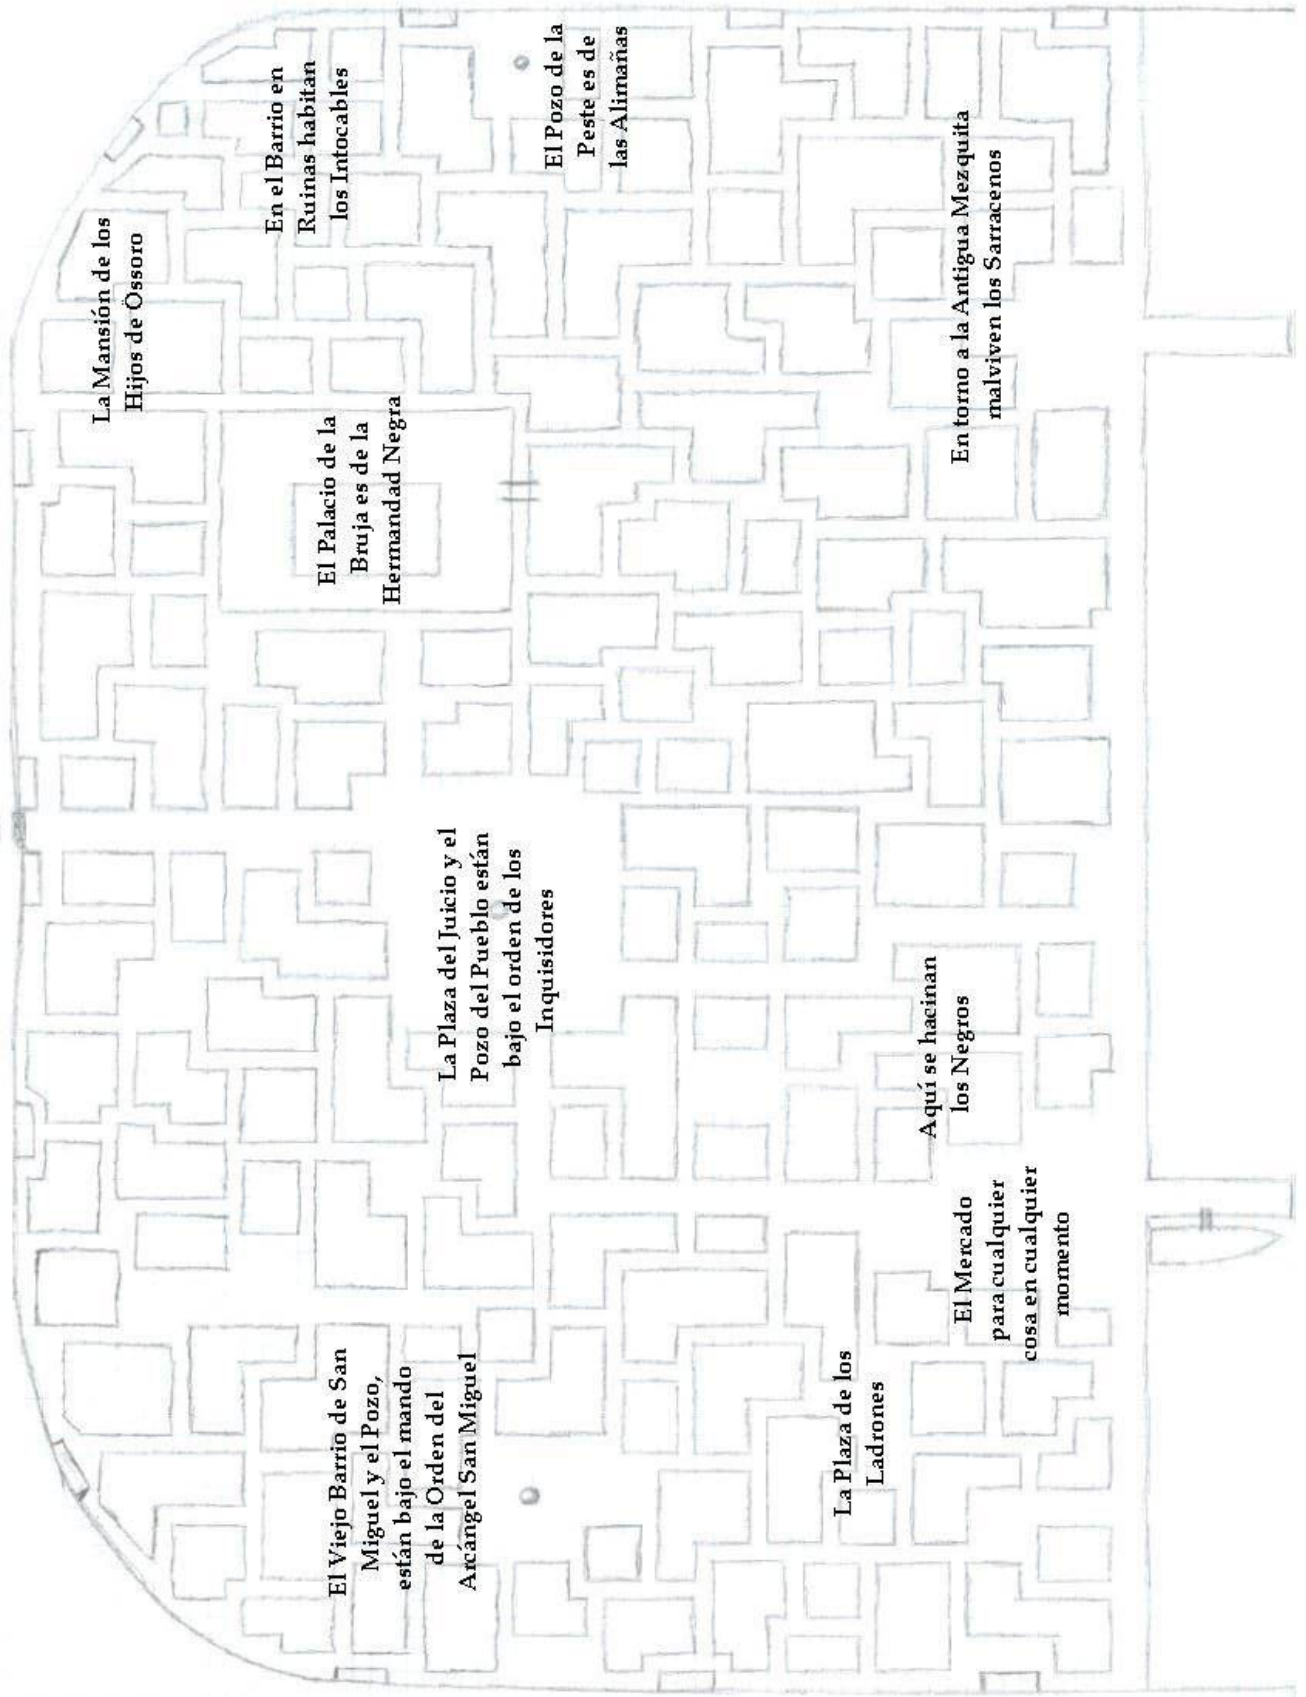 El Viejo Barrio de San
Miguel y el Pozo,
están bajo el mando
de la Orden del
Arcángel San Miguel
La Plaza del Juicio y el
Pozo del Pueblo están
bajo el orden de los
Inquisidores
El Palacio de la
Bruja es de la
Hermandad Negra
La Mansión de los
Hijos de Össoro
En el Barrio en
Ruinas habitan
los Intocables
El Pozo de la
Peste es de
las Alimañas
La Plaza de los
Ladrones
El Mercado
para cualquier
cosa en cualquier
momento
Aquí se hacinan
los Negros
En torno a la Antigua Mezquita
malviven los Sarracenos